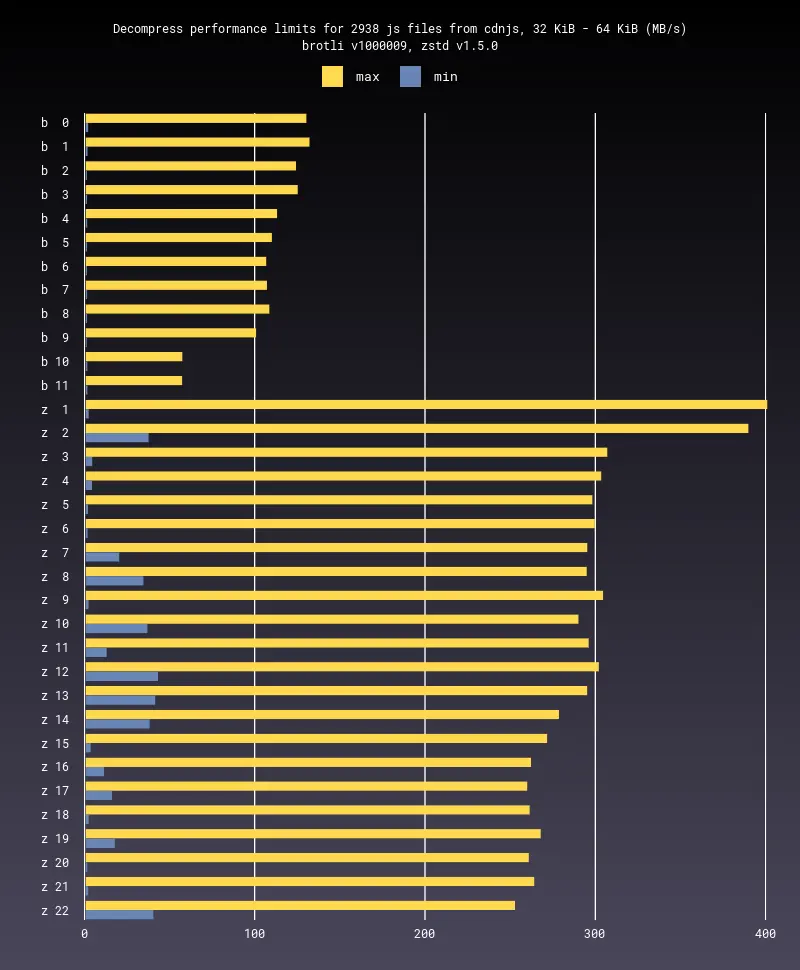 Decompress performance limits for 2938 js files from cdnjs, 32 KiB - 64 KiB (MB/s)
brotli v1000009, zstd v1.5.0
max min
b 0
b 1
b 2
b 3
b 4
b 5
b 6
b 7
b 8
b 9
b 10
b 11
z 1
z 2
z 3
z 4
z 5
z 6
z 7
z 8
z 9
z 10
z 11
z 12
z 13
z 14
z 15
z 16
z 17
z 18
z 19
z 20
z 21
z 22
0 100 200 300 400